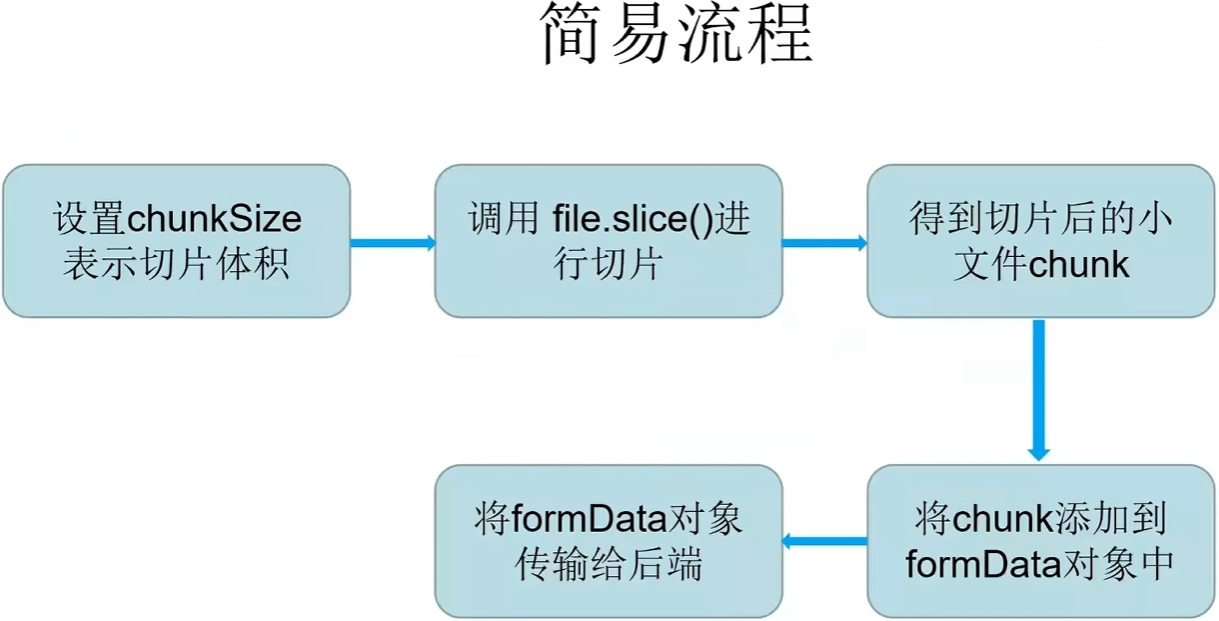 简易流程
设置chunkSize
表示切片体积
调用 file.slice()进
行切片
得到切片后的小
文件chunk
将chunk添加到
formData对象中
将formData对象
传输给后端